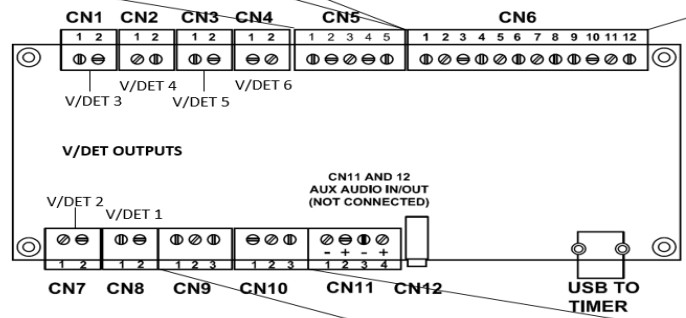 CN1 CN2 CN3 CN4 CN5 CN6
1 2 1 2 1 2 1 2 1 2 3 4 5 1 2 3 4 5 6 7 8 9 10 11 12
V/DET 4 V/DET 6
V/DET 3 V/DET 5
V/DET OUTPUTS
CN11 AND 12
AUX AUDIO IN/OUT
(NOT CONNECTED)
V/DET 2
V/DET 1
- + - +
1 2 1 2 1 2 3 1 2 3 1 2 3 4
CN7 CN8 CN9 CN10 CN11 CN12
USB TO
TIMER